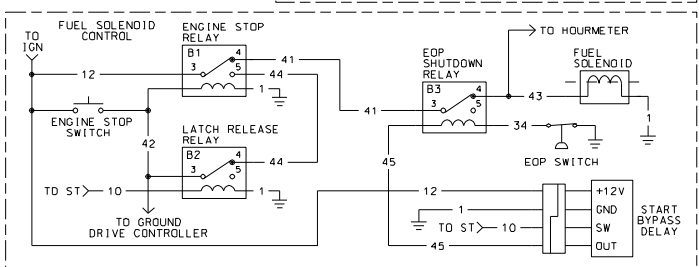 TO IGN
FUEL SOLENOID CONTROL
ENGINE STOP RELAY
B1
4
3
5
12
41
44
1
ENGINE STOP SWITCH
42
LATCH RELEASE RELAY
B2
4
3
5
44
TO ST
10
1
TO GROUND DRIVE CONTROLLER
TO HOURMETER
EOP SHUTDOWN RELAY
B3
4
3
5
41
43
FUEL SOLENOID
1
34
EOP SWITCH
45
12
+12V
1
GND
TO ST
10
SW
45
OUT
START BYPASS DELAY